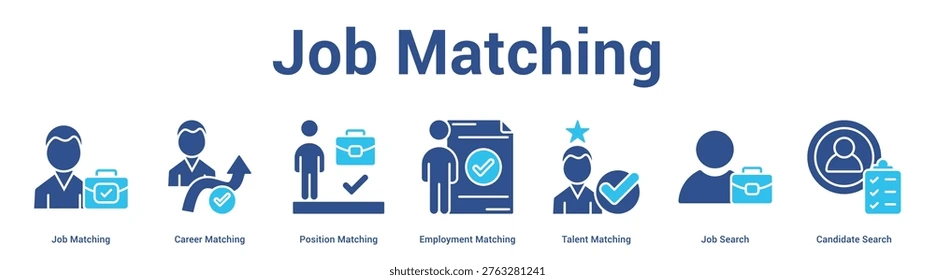 Job Matching
Job Matching
Career Matching
Position Matching
Employment Matching
Talent Matching
Job Search
Candidate Search
shutterstock.com · 2763281241